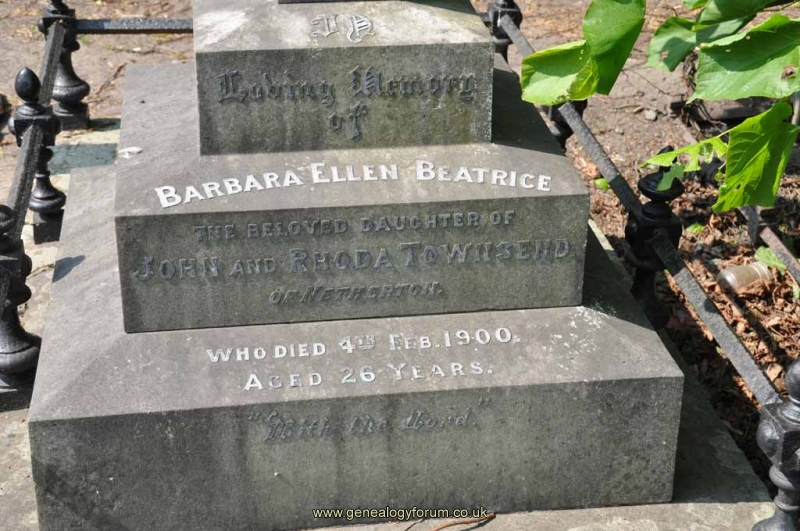 In
Loving Memory
of
BARBARA ELLEN BEATRICE
THE BELOVED DAUGHTER OF
JOHN AND RHODA TOWNSEND,
OF NETHERTON.
WHO DIED 4TH FEB. 1900.
AGED 26 YEARS.
"With the Lord."
www.genealogyforum.co.uk